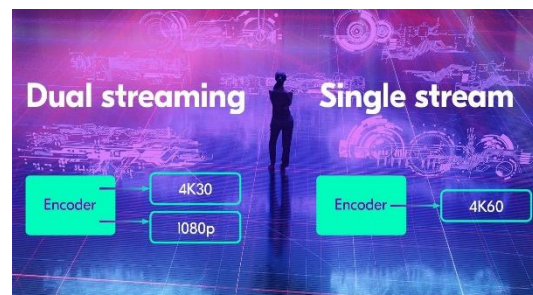 Dual streaming
Encoder
4K30
1080p
Single stream
Encoder
4K60